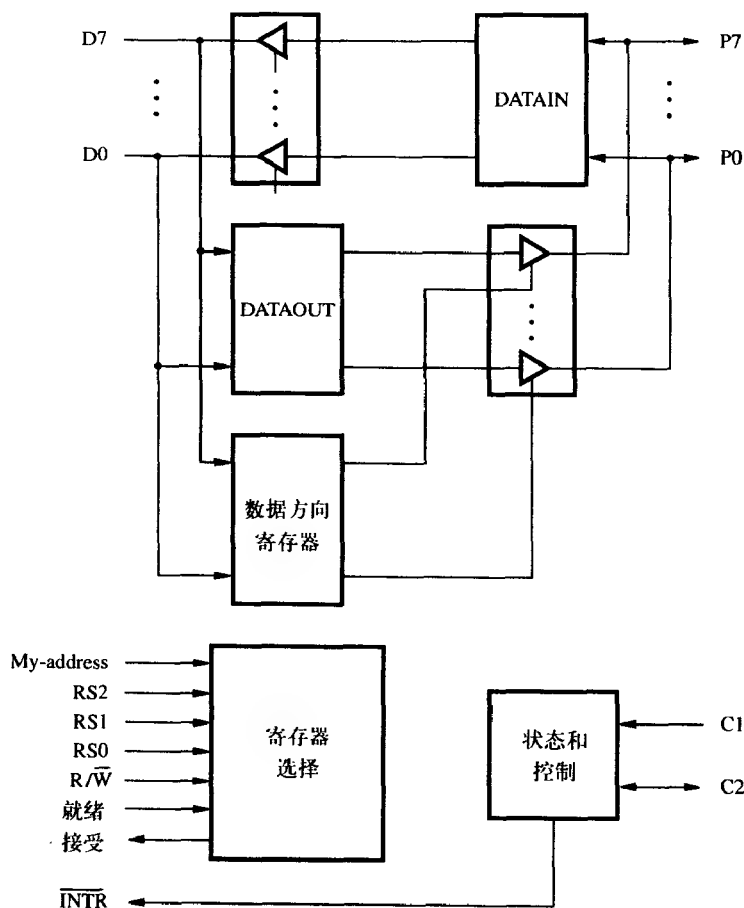 D7
P7
DATAIN
D0
P0
DATAOUT
数据方向
寄存器
My-address
RS2
RS1
RS0
R/W̅
就绪
接受
I̅N̅T̅R̅
寄存器
选择
状态和
控制
C1
C2